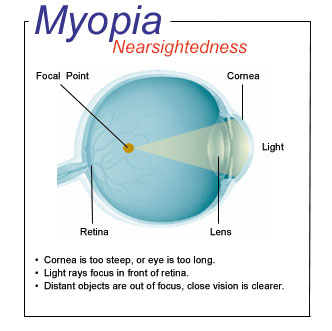 Myopia
Nearsightedness
Focal Point
Cornea
Light
Retina
Lens
• Cornea is too steep, or eye is too long.
• Light rays focus in front of retina.
• Distant objects are out of focus, close vision is clearer.